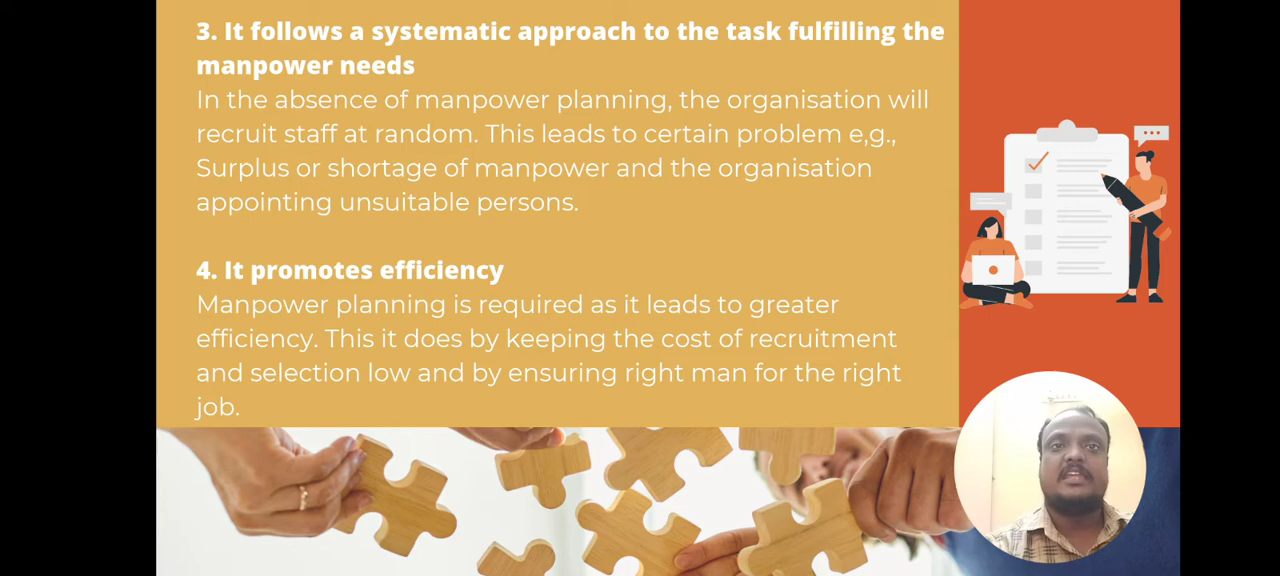 3. It follows a systematic approach to the task fulfilling the
manpower needs
In the absence of manpower planning, the organisation will
recruit staff at random. This leads to certain problem e,g.,
Surplus or shortage of manpower and the organisation
appointing unsuitable persons.
4. It promotes efficiency
Manpower planning is required as it leads to greater
efficiency. This it does by keeping the cost of recruitment
and selection low and by ensuring right man for the right
job.